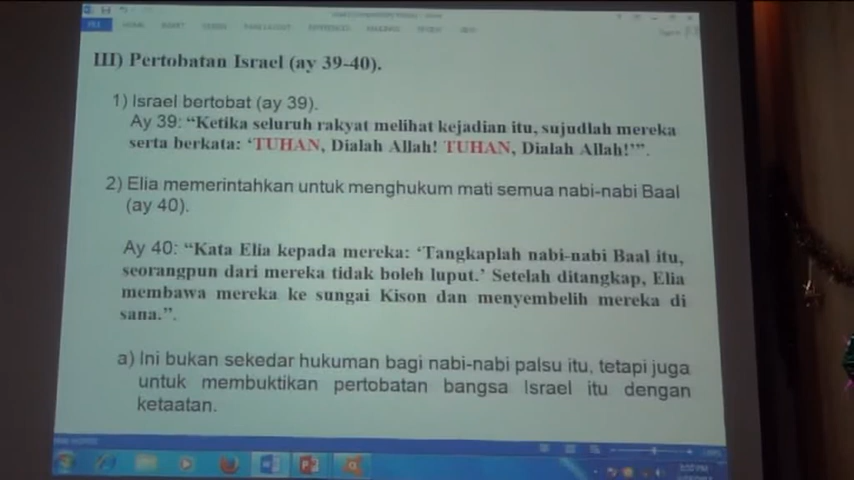 III) Pertobatan Israel (ay 39-40).
1) Israel bertobat (ay 39).
Ay 39: “Ketika seluruh rakyat melihat kejadian itu, sujudlah mereka
serta berkata: ‘TUHAN, Dialah Allah! TUHAN, Dialah Allah!’”.
2) Elia memerintahkan untuk menghukum mati semua nabi-nabi Baal
(ay 40).
Ay 40: “Kata Elia kepada mereka: ‘Tangkaplah nabi-nabi Baal itu,
seorangpun dari mereka tidak boleh luput.’ Setelah ditangkap, Elia
membawa mereka ke sungai Kison dan menyembelih mereka di
sana.”.
a) Ini bukan sekedar hukuman bagi nabi-nabi palsu itu, tetapi juga
untuk membuktikan pertobatan bangsa Israel itu dengan
ketaatan.